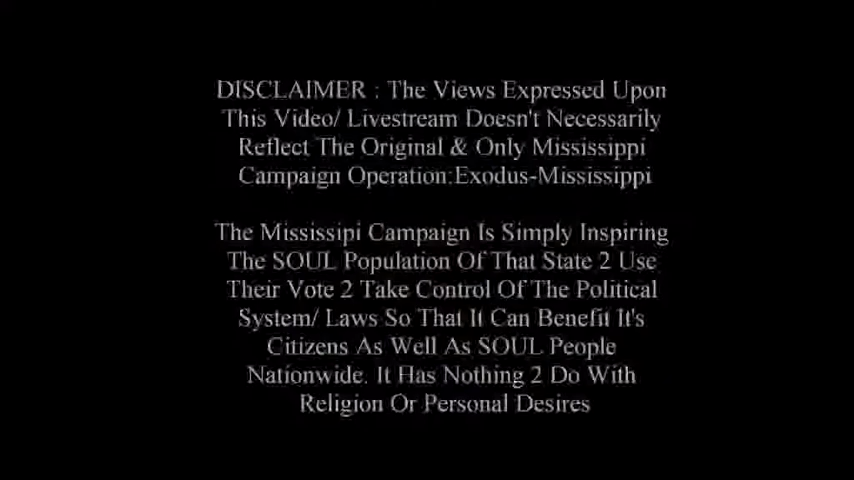 DISCLAIMER : The Views Expressed Upon
This Video/ Livestream Doesn't Necessarily
Reflect The Original & Only Mississippi
Campaign Operation:Exodus-Mississippi
The Mississipi Campaign Is Simply Inspiring
The SOUL Population Of That State 2 Use
Their Vote 2 Take Control Of The Political
System/ Laws So That It Can Benefit It's
Citizens As Well As SOUL People
Nationwide. It Has Nothing 2 Do With
Religion Or Personal Desires